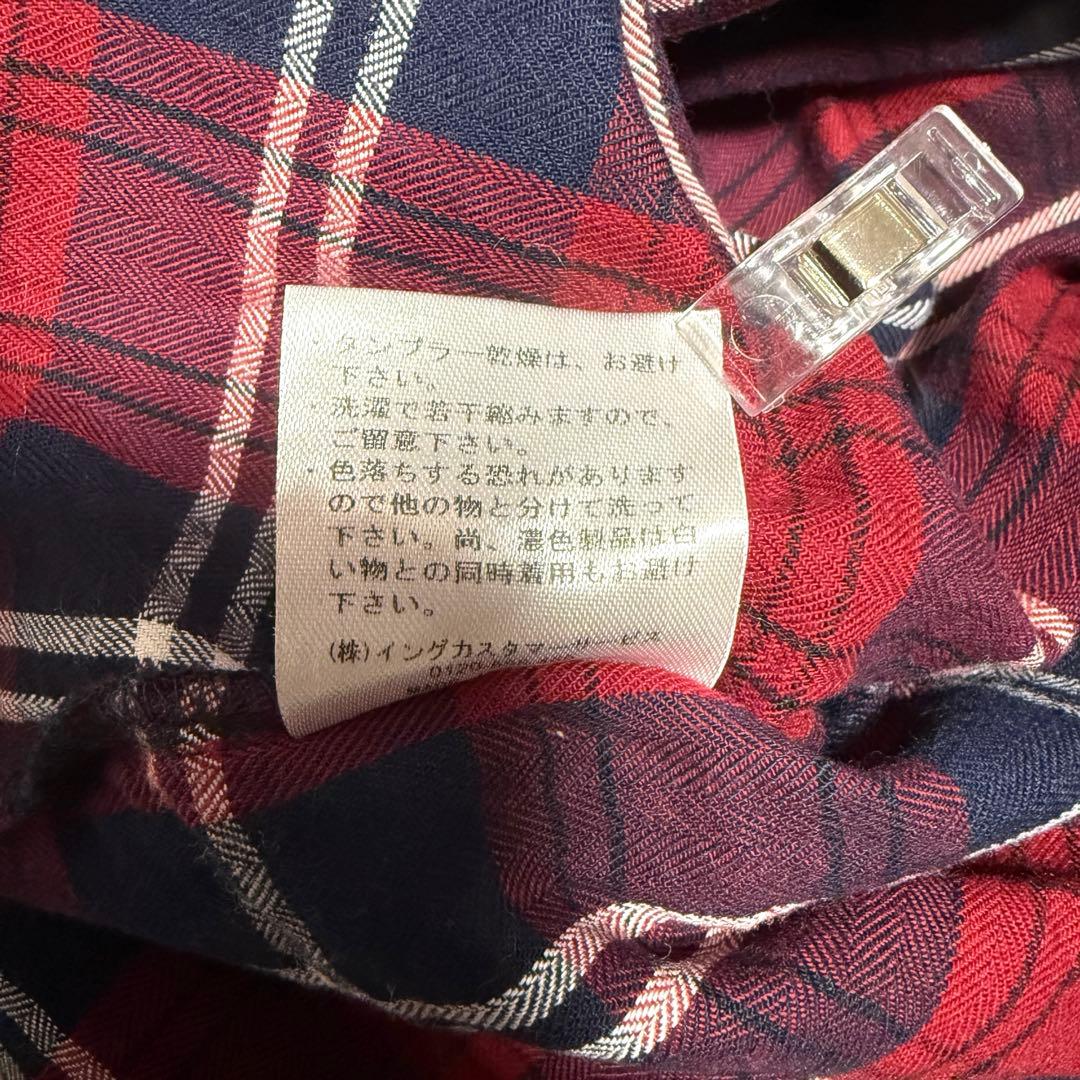 ・タンブラー乾燥は、お避け
下さい。
・洗濯で若干縮みますので、
ご留意下さい。
・色落ちする恐れがあります
ので他の物と分けて洗って
下さい。尚、濃色製品は白
い物との同時着用もお避け
下さい。
(株)イングカスタマーサービス
0120